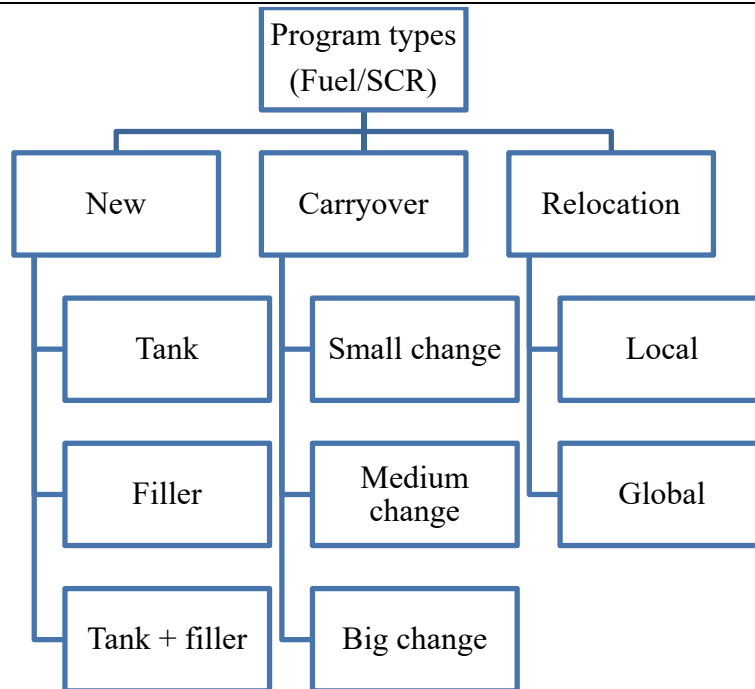 Program types
(Fuel/SCR)
New
Carryover
Relocation
Tank
Small change
Local
Filler
Medium
change
Global
Tank + filler
Big change